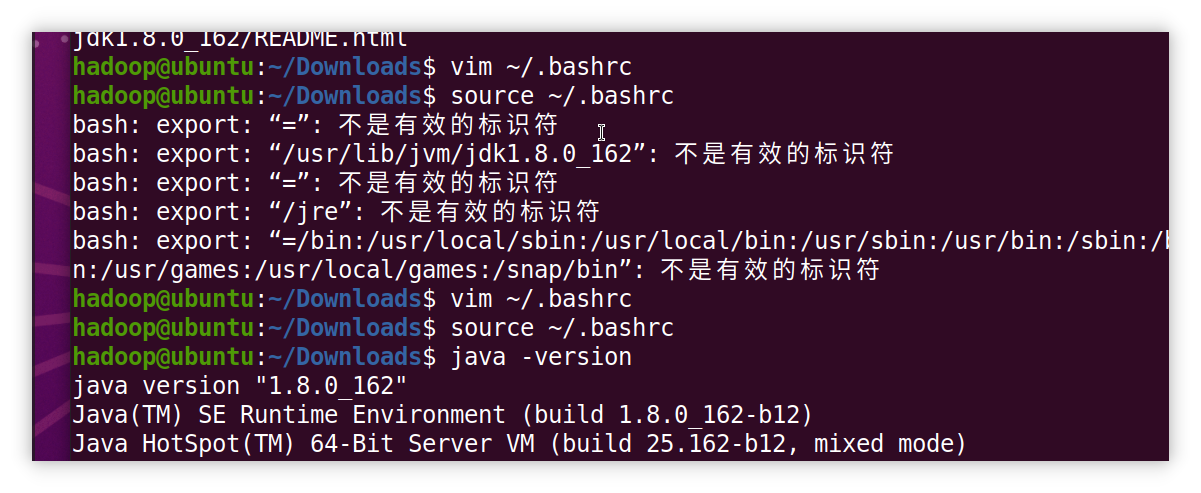 jdk1.8.0_162/README.html
hadoop@ubuntu:~/Downloads$ vim ~/.bashrc
hadoop@ubuntu:~/Downloads$ source ~/.bashrc
bash: export: “=”: 不是有效的标识符
bash: export: “/usr/lib/jvm/jdk1.8.0_162”: 不是有效的标识符
bash: export: “=”: 不是有效的标识符
bash: export: “/jre”: 不是有效的标识符
bash: export: “=/bin:/usr/local/sbin:/usr/local/bin:/usr/sbin:/usr/bin:/sbin:/b
n:/usr/games:/usr/local/games:/snap/bin”: 不是有效的标识符
hadoop@ubuntu:~/Downloads$ vim ~/.bashrc
hadoop@ubuntu:~/Downloads$ source ~/.bashrc
hadoop@ubuntu:~/Downloads$ java -version
java version "1.8.0_162"
Java(TM) SE Runtime Environment (build 1.8.0_162-b12)
Java HotSpot(TM) 64-Bit Server VM (build 25.162-b12, mixed mode)